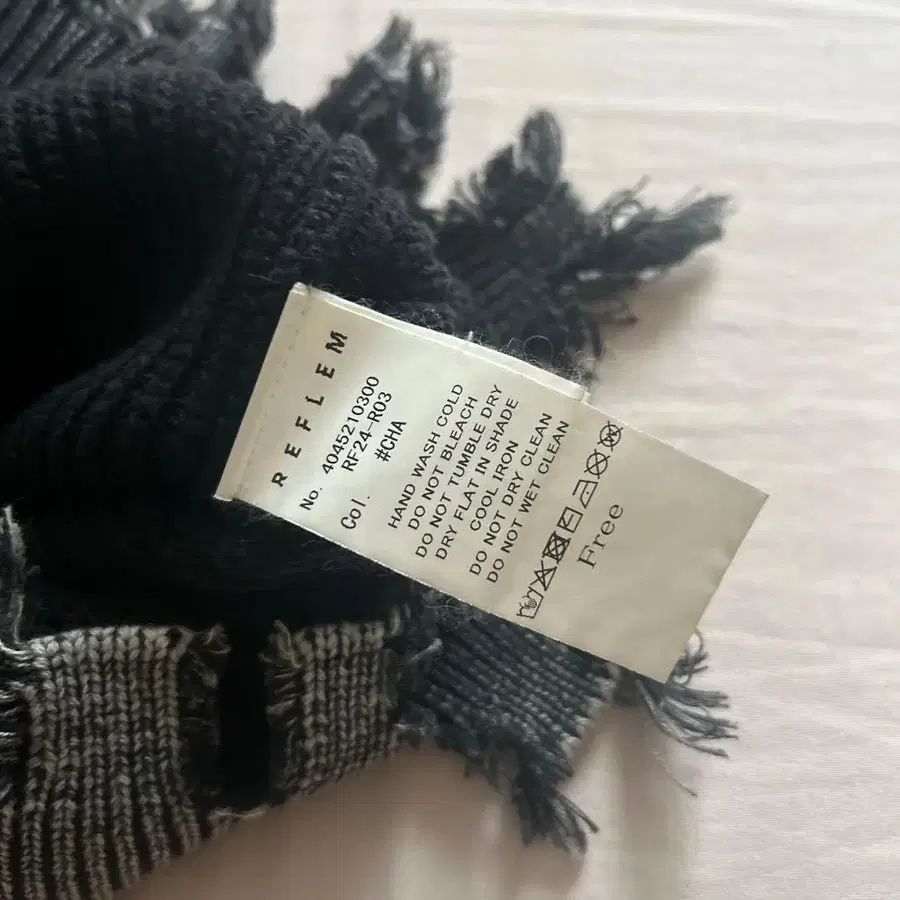 REFLEM
No. 4045210300
RF24-R03
Col. #CHA
HAND WASH COLD
DO NOT BLEACH
DO NOT TUMBLE DRY
DRY FLAT IN SHADE
COOL IRON
DO NOT DRY CLEAN
DO NOT WET CLEAN
Free